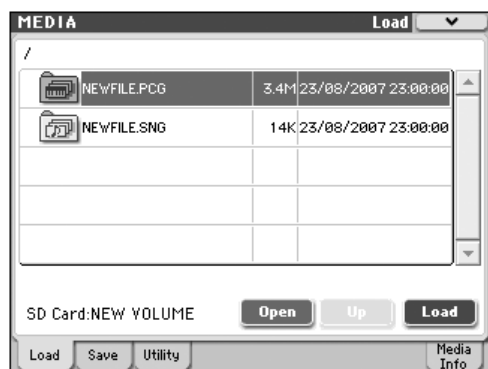 MEDIA Load
/
NEWFILE.PCG 3.4M 23/08/2007 23:00:00
NEWFILE.SNG 14K 23/08/2007 23:00:00
SD Card:NEW VOLUME Open Up Load
Load Save Utility Media Info